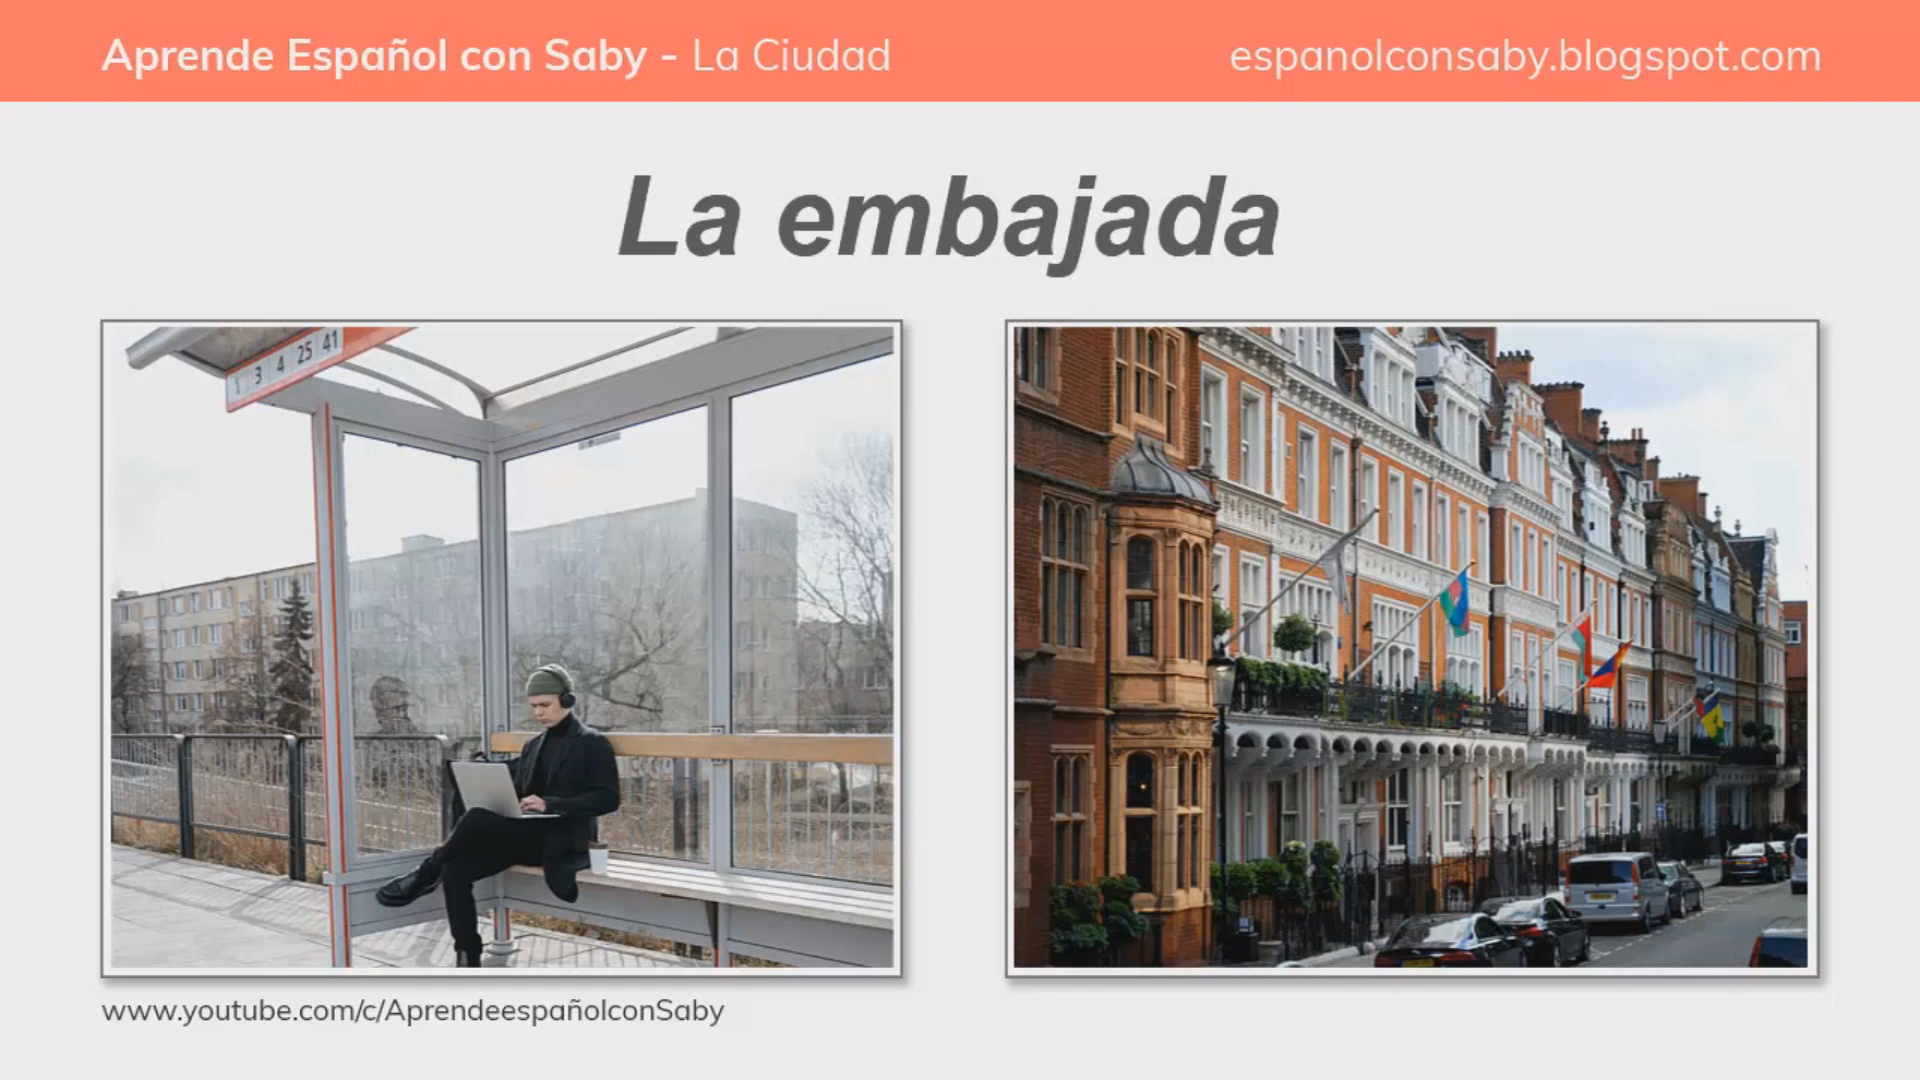 Aprende Español con Saby - La Ciudad
espanolconsaby.blogspot.com
La embajada
1 3 4 25 41
www.youtube.com/c/AprendeespañolconSaby